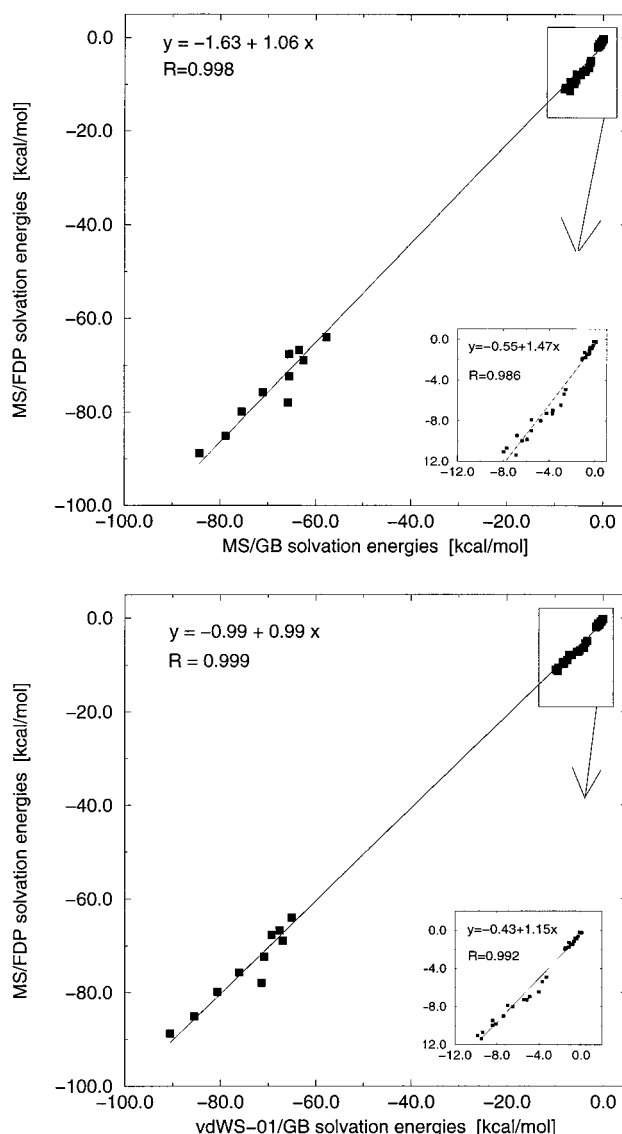 0.0
−20.0
−40.0
−60.0
−80.0
−100.0
MS/FDP solvation energies [kcal/mol]
y = −1.63 + 1.06 x
R=0.998
0.0
−4.0
−8.0
12.0
y=−0.55+1.47x
R=0.986
−12.0 −8.0 −4.0 0.0
−100.0 −80.0 −60.0 −40.0 −20.0 0.0
MS/GB solvation energies [kcal/mol]
0.0
−20.0
−40.0
−60.0
−80.0
−100.0
MS/FDP solvation energies [kcal/mol]
y = −0.99 + 0.99 x
R = 0.999
0.0
−4.0
−8.0
12.0
y=−0.43+1.15x
R=0.992
−12.0 −8.0 −4.0 0.0
−100.0 −80.0 −60.0 −40.0 −20.0 0.0
vdWS−01/GB solvation energies [kcal/mol]